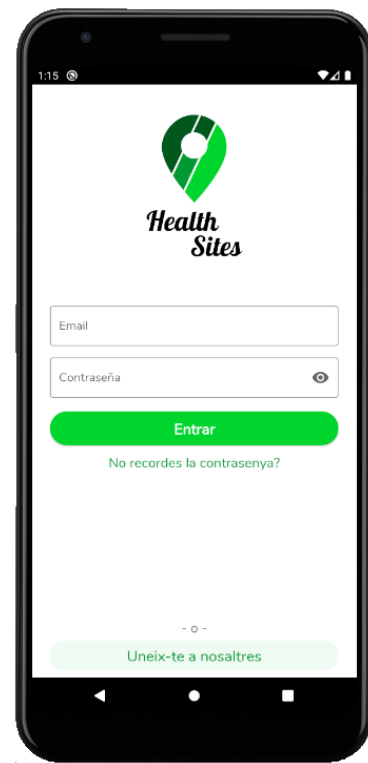 1:15
Health
Sites
Email
Contraseña
Entrar
No recordes la contrasenya?
- o -
Uneix-te a nosaltres